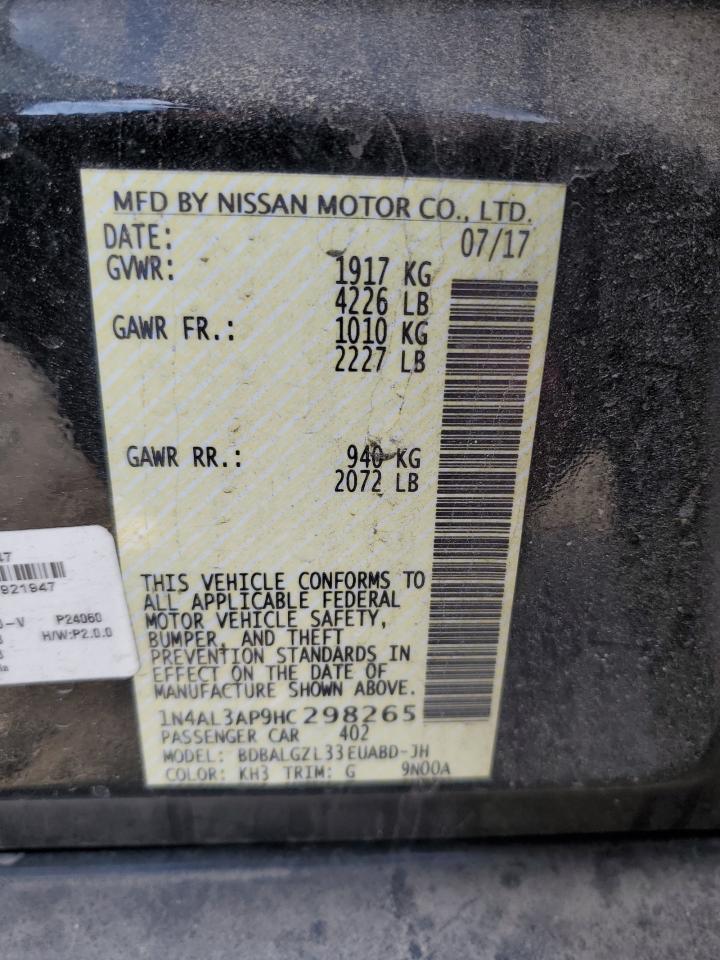 MFD BY NISSAN MOTOR CO., LTD.
DATE: 07/17
GVWR: 1917 KG
4226 LB
GAWR FR.: 1010 KG
2227 LB
GAWR RR.: 940 KG
2072 LB
THIS VEHICLE CONFORMS TO
ALL APPLICABLE FEDERAL
MOTOR VEHICLE SAFETY,
BUMPER, AND THEFT
PREVENTION STANDARDS IN
EFFECT ON THE DATE OF
MANUFACTURE SHOWN ABOVE.
1N4AL3AP9HC298265
PASSENGER CAR 402
MODEL: BDBALGZL33EUABD-JH
COLOR: KH3 TRIM: G 9N00A
47
921947
-V P24060
H/W:P2.0.0